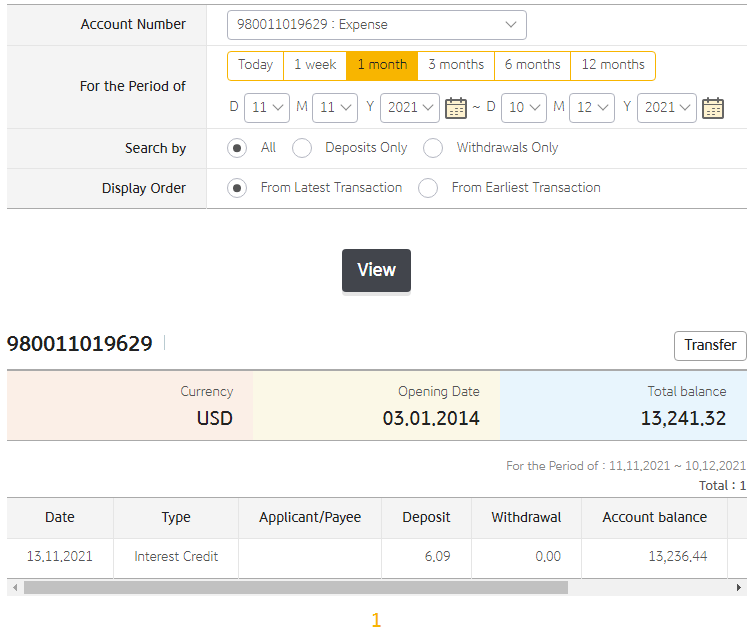 Account Number 980011019629 : Expense
For the Period of
Today 1 week 1 month 3 months 6 months 12 months
D 11 M 11 Y 2021 ~ D 10 M 12 Y 2021
Search by All Deposits Only Withdrawals Only
Display Order From Latest Transaction From Earliest Transaction
View
980011019629 Transfer
Currency Opening Date Total balance
USD 03.01.2014 13,241.32
For the Period of : 11.11.2021 ~ 10.12.2021
Total : 1
Date Type Applicant/Payee Deposit Withdrawal Account balance
13.11.2021 Interest Credit 6.09 0.00 13,236.44
1